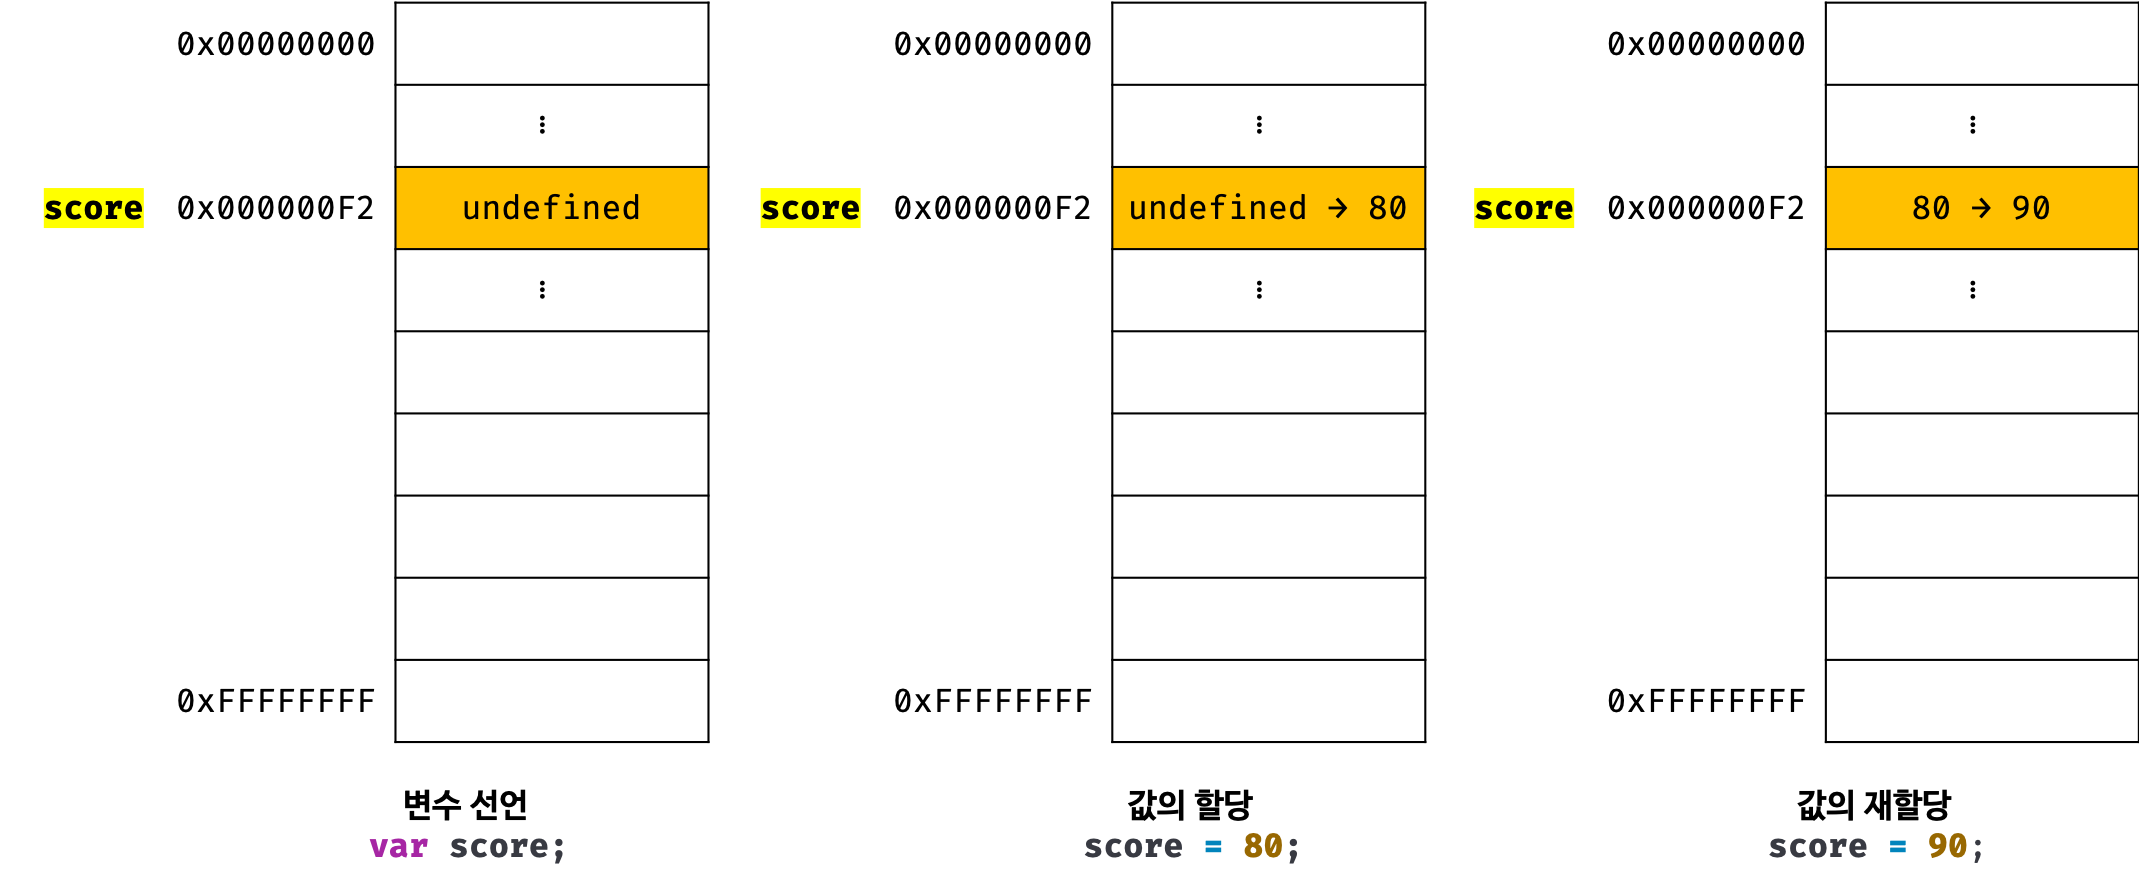 0x00000000
⋮
score 0x000000F2 undefined
⋮
0xFFFFFFFF
변수 선언
var score;
0x00000000
⋮
score 0x000000F2 undefined → 80
⋮
0xFFFFFFFF
값의 할당
score = 80;
0x00000000
⋮
score 0x000000F2 80 → 90
⋮
0xFFFFFFFF
값의 재할당
score = 90;